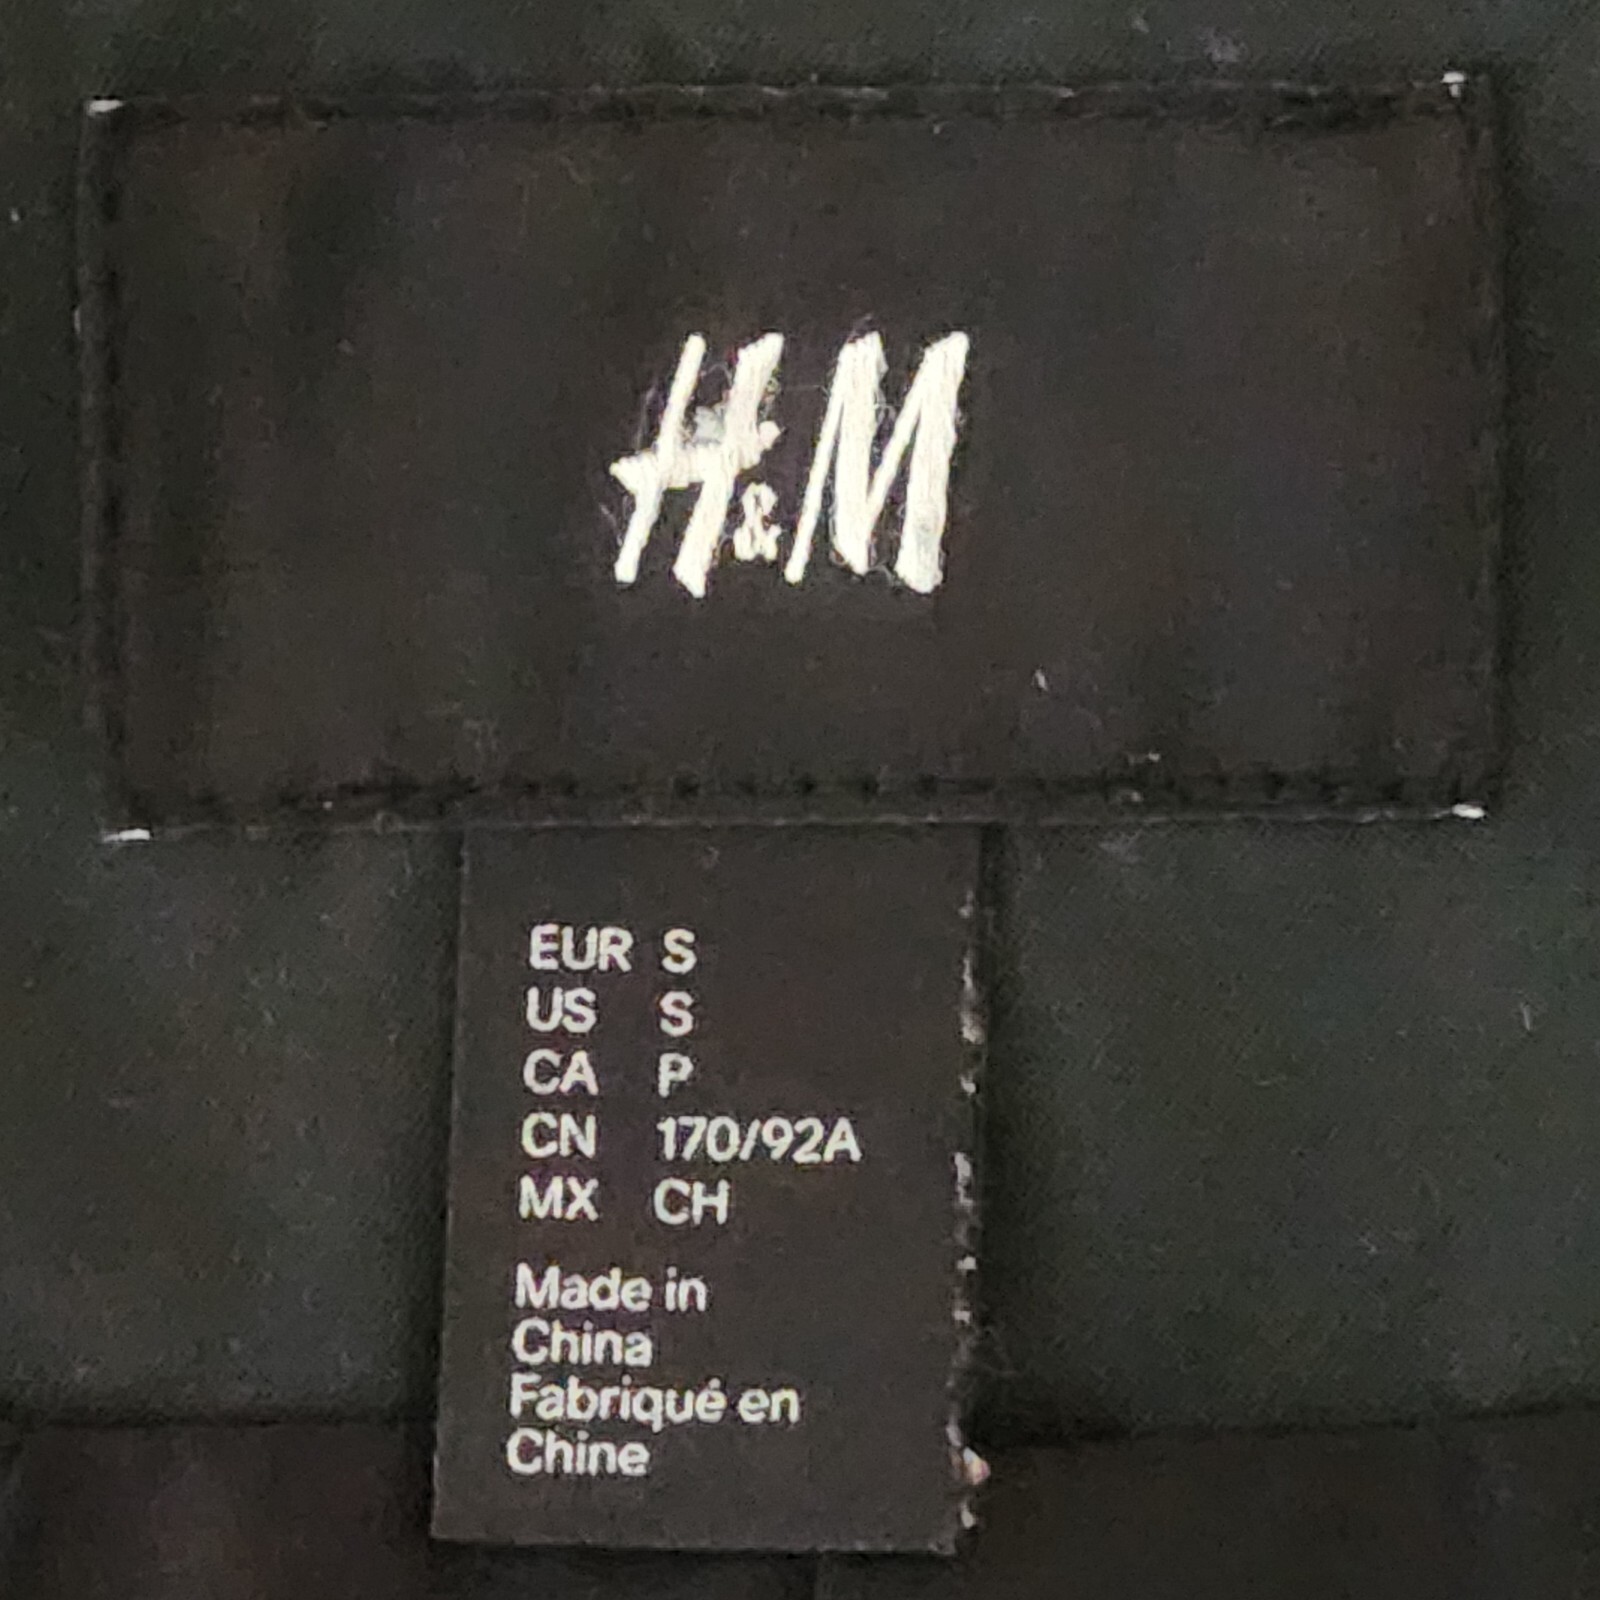 H&M
EUR S
US S
CA P
CN 170/92A
MX CH
Made in
China
Fabriqué en
Chine